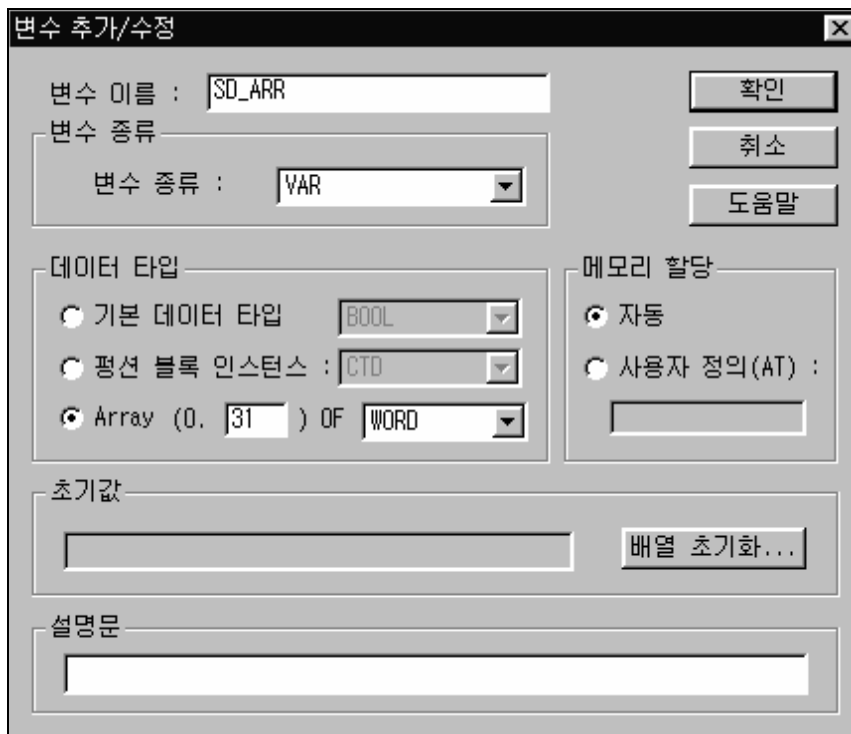 변수 추가/수정
변수 이름 : SD_ARR
확인
변수 종류
취소
변수 종류 : VAR
도움말
데이터 타입
메모리 할당
기본 데이터 타입 BOOL
자동
펑션 블록 인스턴스 : CTD
사용자 정의(AT) :
Array (0. 31 ) OF WORD
초기값
배열 초기화...
설명문